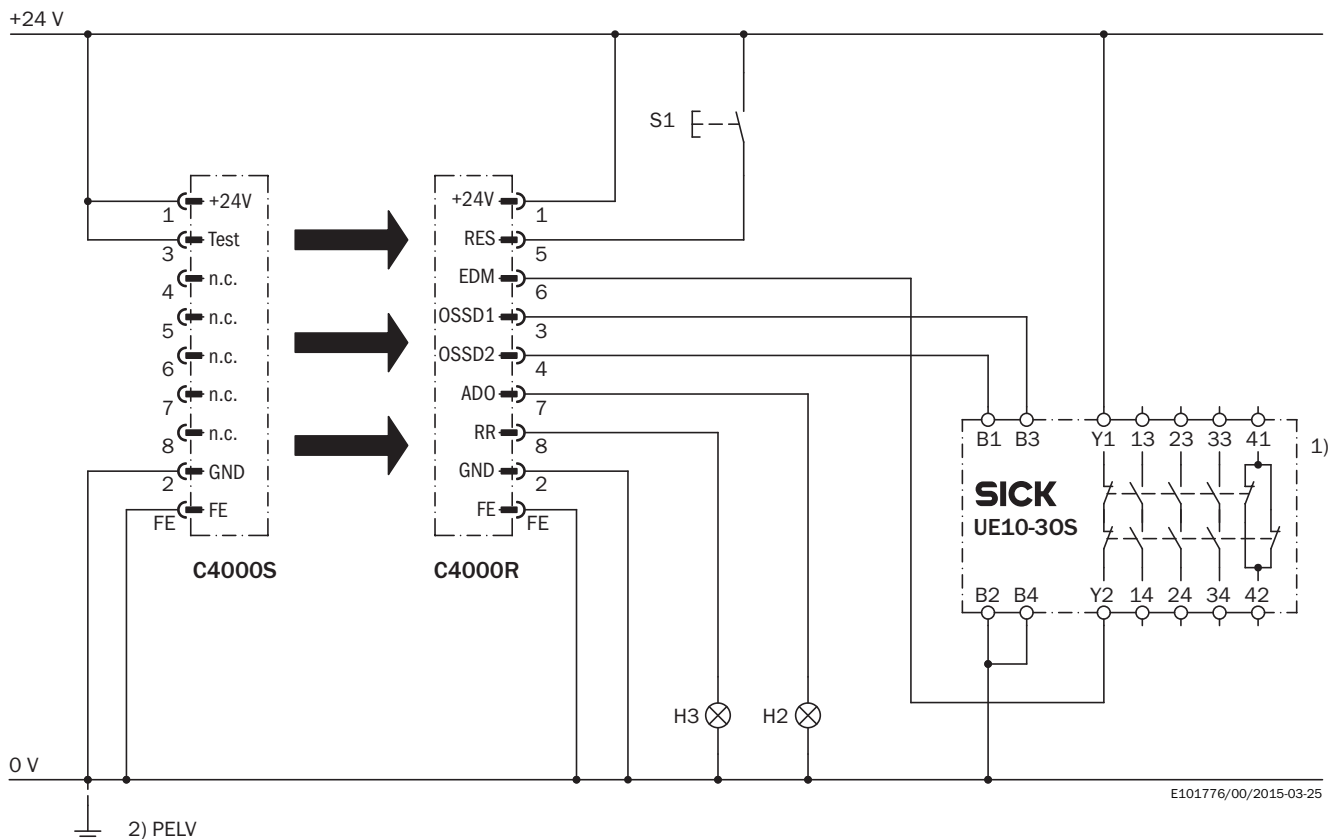 +24 V
S1
+24V
1
Test
3
n.c.
4
n.c.
5
n.c.
6
n.c.
7
n.c.
8
GND
2
FE
FE
C4000S
+24V
1
RES
5
EDM
6
OSSD1
3
OSSD2
4
ADO
7
RR
8
GND
2
FE
FE
C4000R
B1 B3 Y1 13 23 33 41
1)
SICK
UE10-30S
B2 B4 Y2 14 24 34 42
H3
H2
0 V
E101776/00/2015-03-25
2) PELV